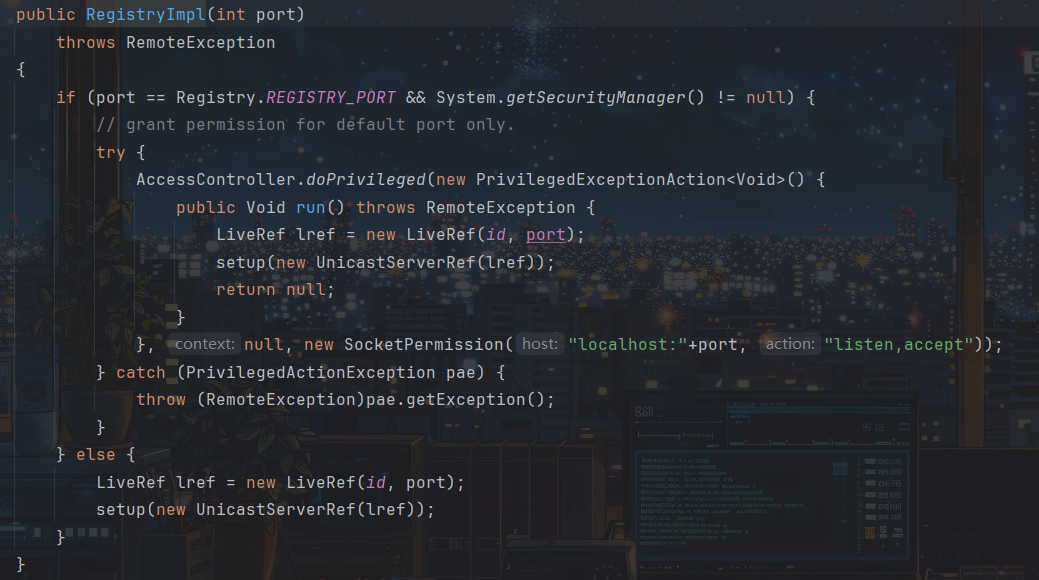 public RegistryImpl(int port)
    throws RemoteException
{
    if (port == Registry.REGISTRY_PORT && System.getSecurityManager() != null) {
        // grant permission for default port only.
        try {
            AccessController.doPrivileged(new PrivilegedExceptionAction<Void>() {
                public Void run() throws RemoteException {
                    LiveRef lref = new LiveRef(id, port);
                    setup(new UnicastServerRef(lref));
                    return null;
                }
            }, context: null, new SocketPermission( host: "localhost:"+port, action: "listen,accept"));
        } catch (PrivilegedActionException pae) {
            throw (RemoteException)pae.getException();
        }
    } else {
        LiveRef lref = new LiveRef(id, port);
        setup(new UnicastServerRef(lref));
    }
}